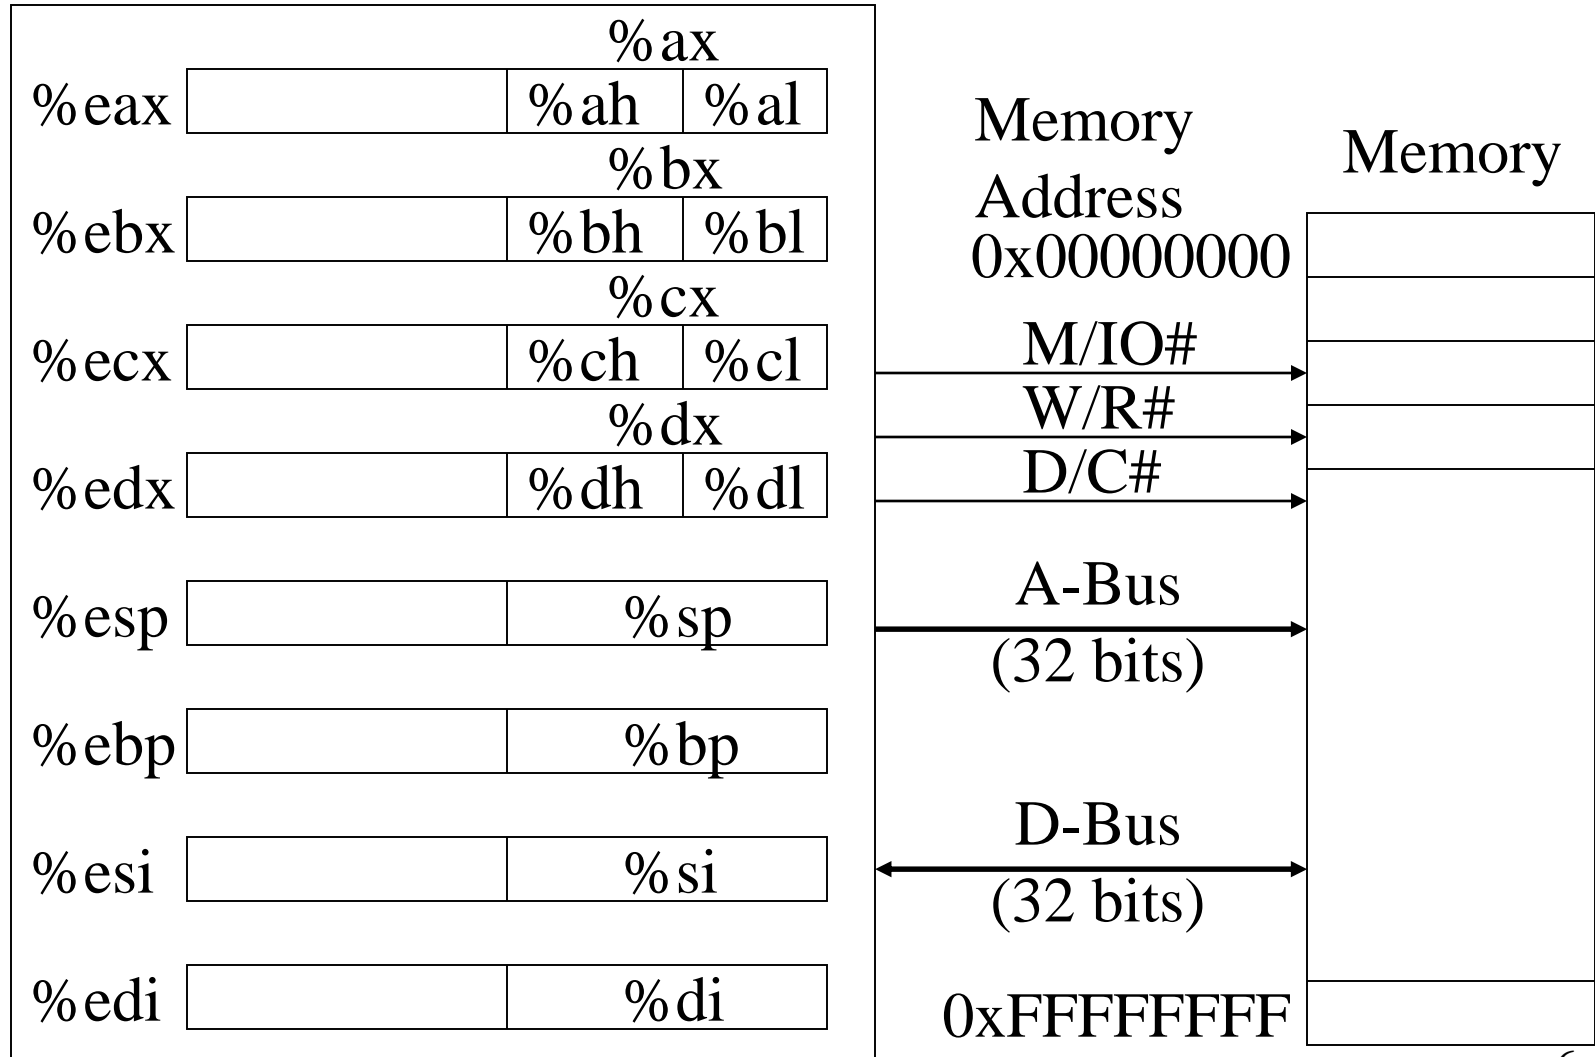 %ax
%eax %ah %al
%bx
%ebx %bh %bl
%cx
%ecx %ch %cl
%dx
%edx %dh %dl
%esp %sp
%ebp %bp
%esi %si
%edi %di
Memory
Address
0x00000000
M/IO#
W/R#
D/C#
A-Bus
(32 bits)
D-Bus
(32 bits)
0xFFFFFFFF
Memory